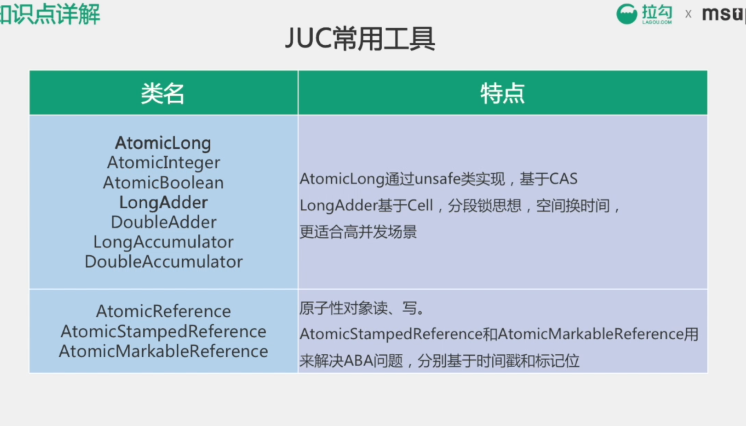 知识点详解
拉勾
LAGOU.COM
x
msup
JUC常用工具
类名
特点
AtomicLong
AtomicInteger
AtomicBoolean
LongAdder
DoubleAdder
LongAccumulator
DoubleAccumulator
AtomicLong通过unsafe类实现，基于CAS
LongAdder基于Cell，分段锁思想，空间换时间，
更适合高并发场景
AtomicReference
AtomicStampedReference
AtomicMarkableReference
原子性对象读、写。
AtomicStampedReference和AtomicMarkableReference用
来解决ABA问题，分别基于时间戳和标记位